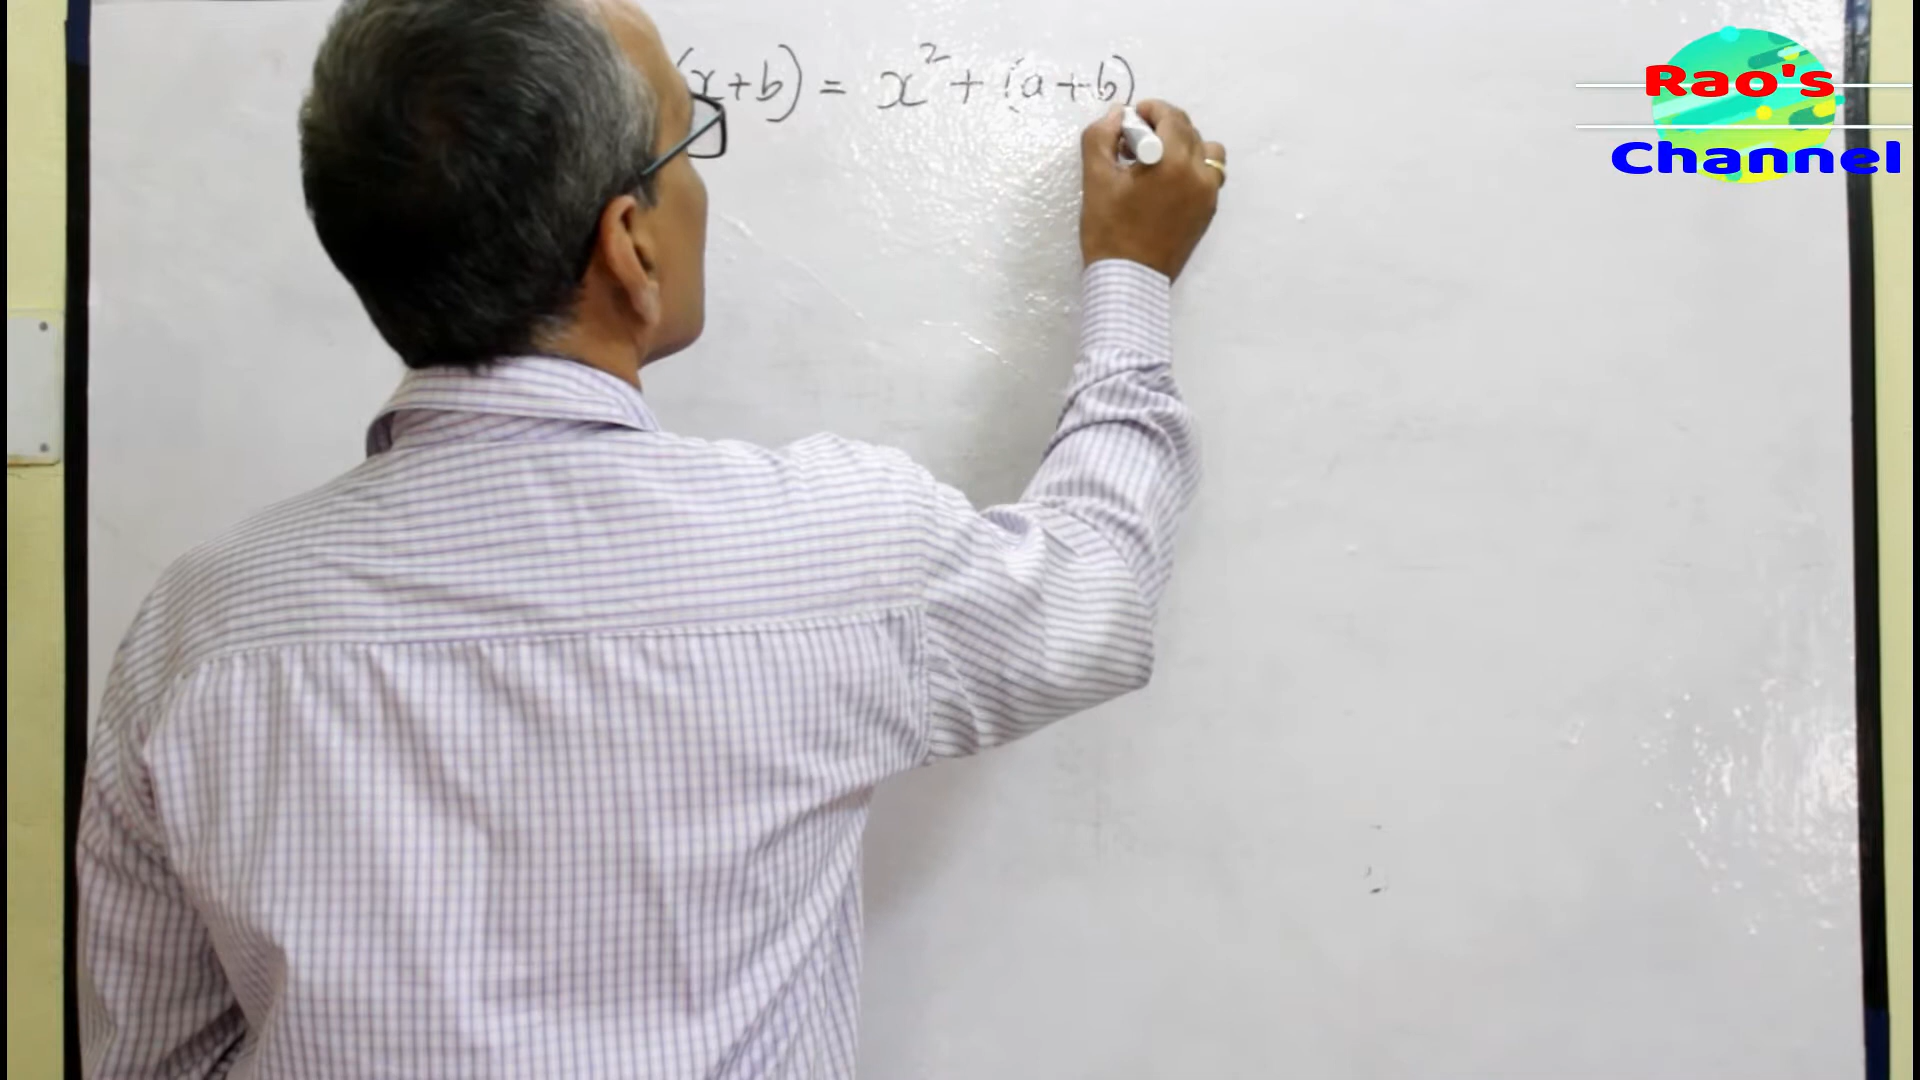 (x+b) = x² + (a+b)
Rao's
Channel